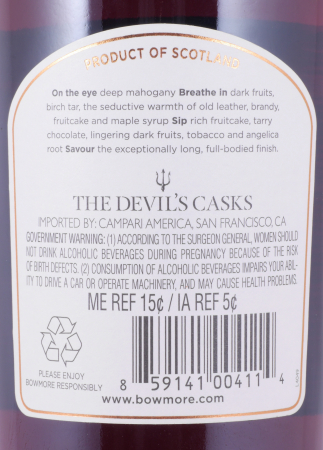 PRODUCT OF SCOTLAND
On the eye deep mahogany Breathe in dark fruits,
birch tar, the seductive warmth of old leather, brandy,
fruitcake and maple syrup Sip rich fruitcake, tarry
chocolate, lingering dark fruits, tobacco and angelica
root Savour the exceptionally long, full-bodied finish.
THE DEVIL'S CASKS
IMPORTED BY: CAMPARI AMERICA, SAN FRANCISCO, CA
GOVERNMENT WARNING: (1) ACCORDING TO THE SURGEON GENERAL, WOMEN SHOULD
NOT DRINK ALCOHOLIC BEVERAGES DURING PREGNANCY BECAUSE OF THE RISK
OF BIRTH DEFECTS. (2) CONSUMPTION OF ALCOHOLIC BEVERAGES IMPAIRS YOUR ABIL-
ITY TO DRIVE A CAR OR OPERATE MACHINERY, AND MAY CAUSE HEALTH PROBLEMS.
ME REF 15¢ / IA REF 5¢
PLEASE ENJOY
BOWMORE RESPONSIBLY
8 59141 00411 4
www.bowmore.com